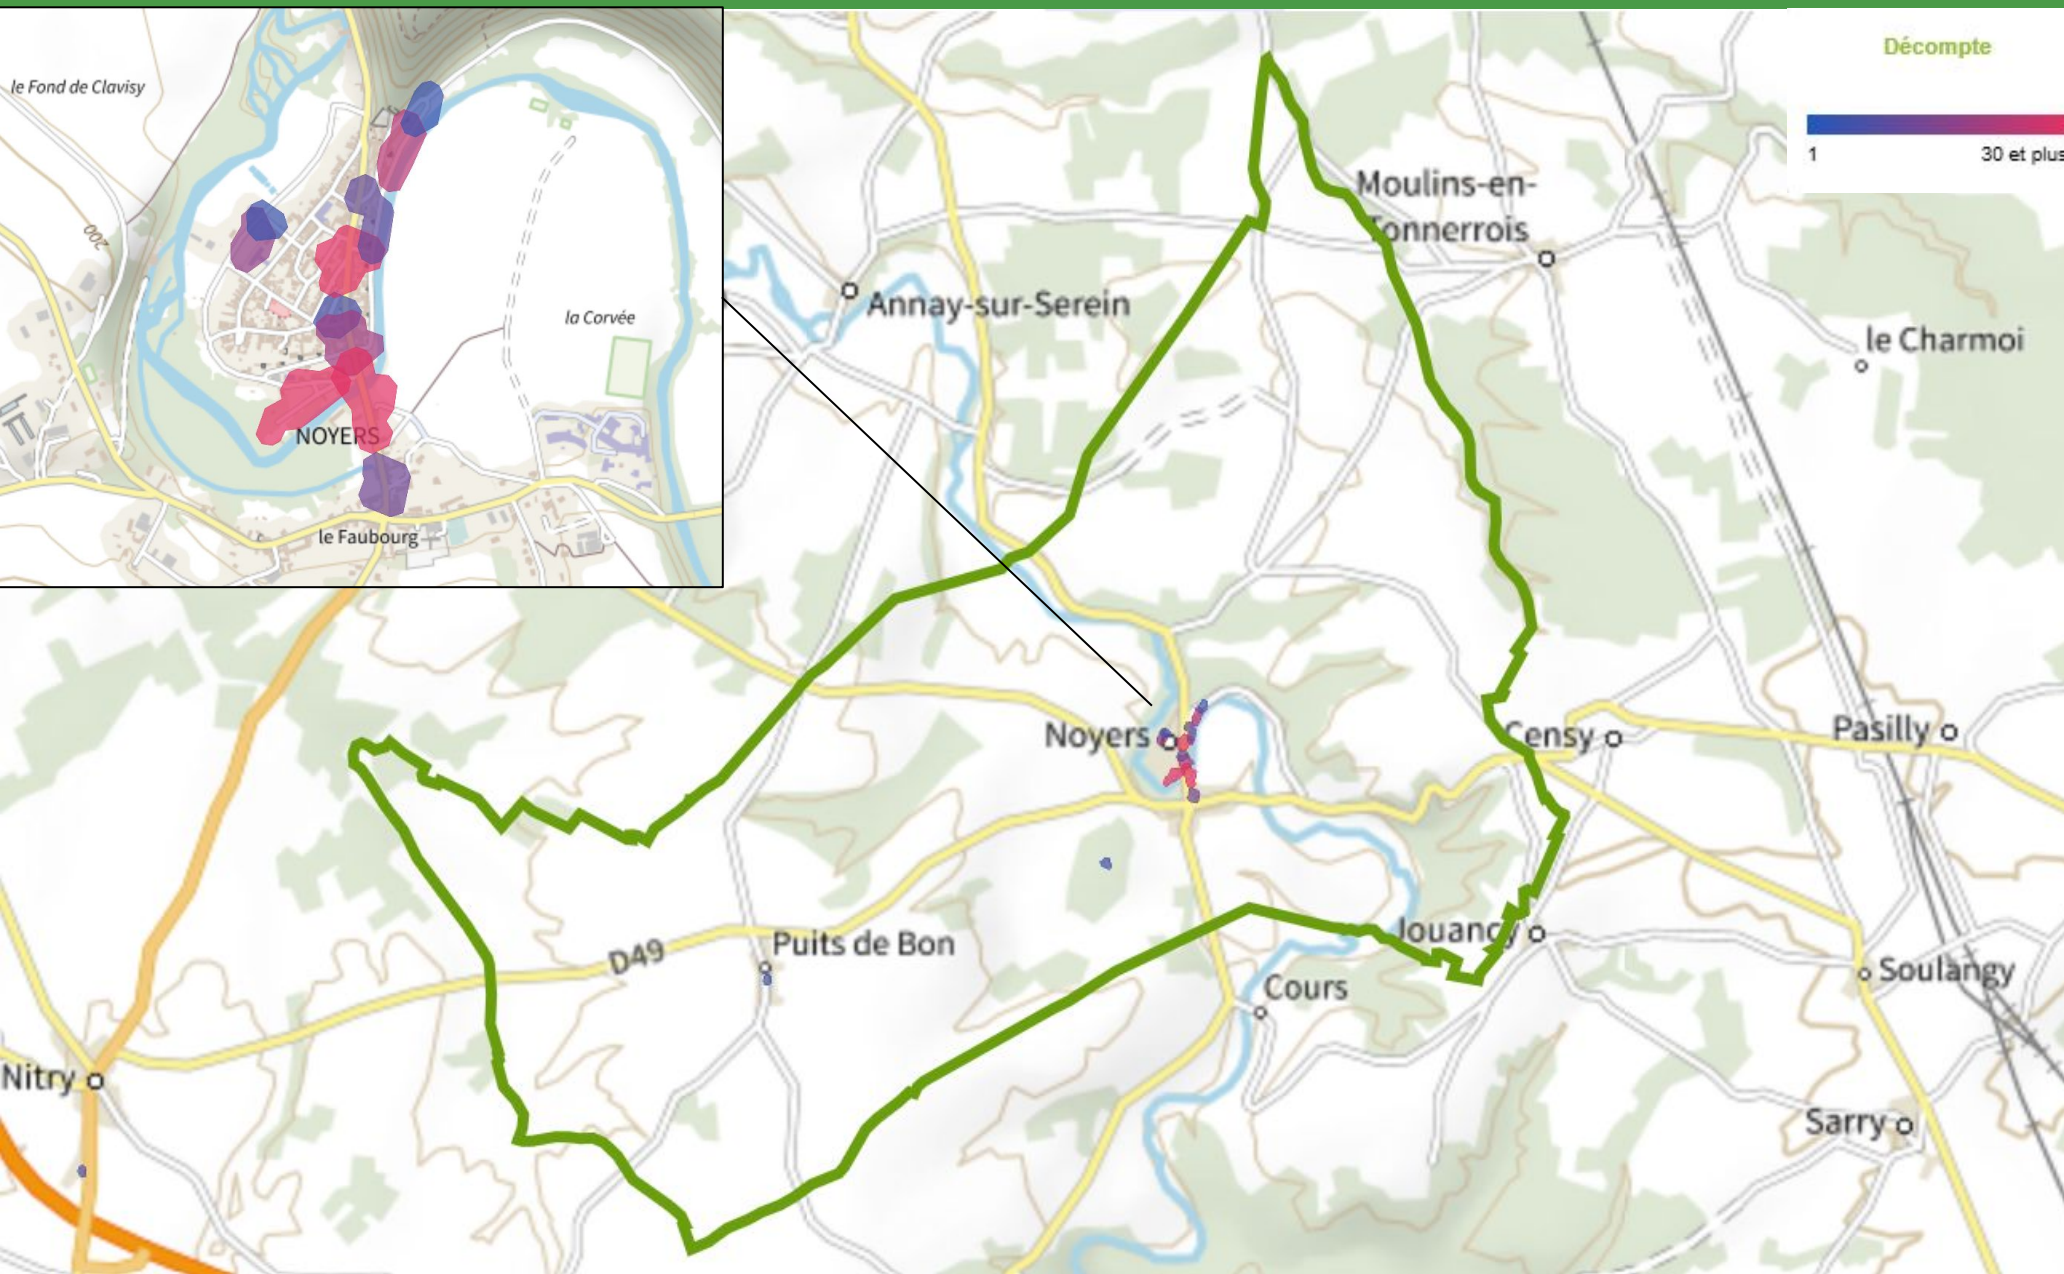 le Fond de Clavisy
200
la Corvée
NOYERS
le Faubourg
Décompte
1
30 et plus
Moulins-en-
Tonnerrois
Annay-sur-Serein
le Charmoi
Noyers
Censy
Pasilly
Jouancy
Puits de Bon
D49
Soulangy
Cours
Nitry
Sarry